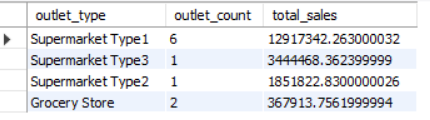 outlet_type outlet_count total_sales
Supermarket Type1 6 12917342.263000032
Supermarket Type3 1 3444468.362399999
Supermarket Type2 1 1851822.8300000026
Grocery Store 2 367913.7561999994